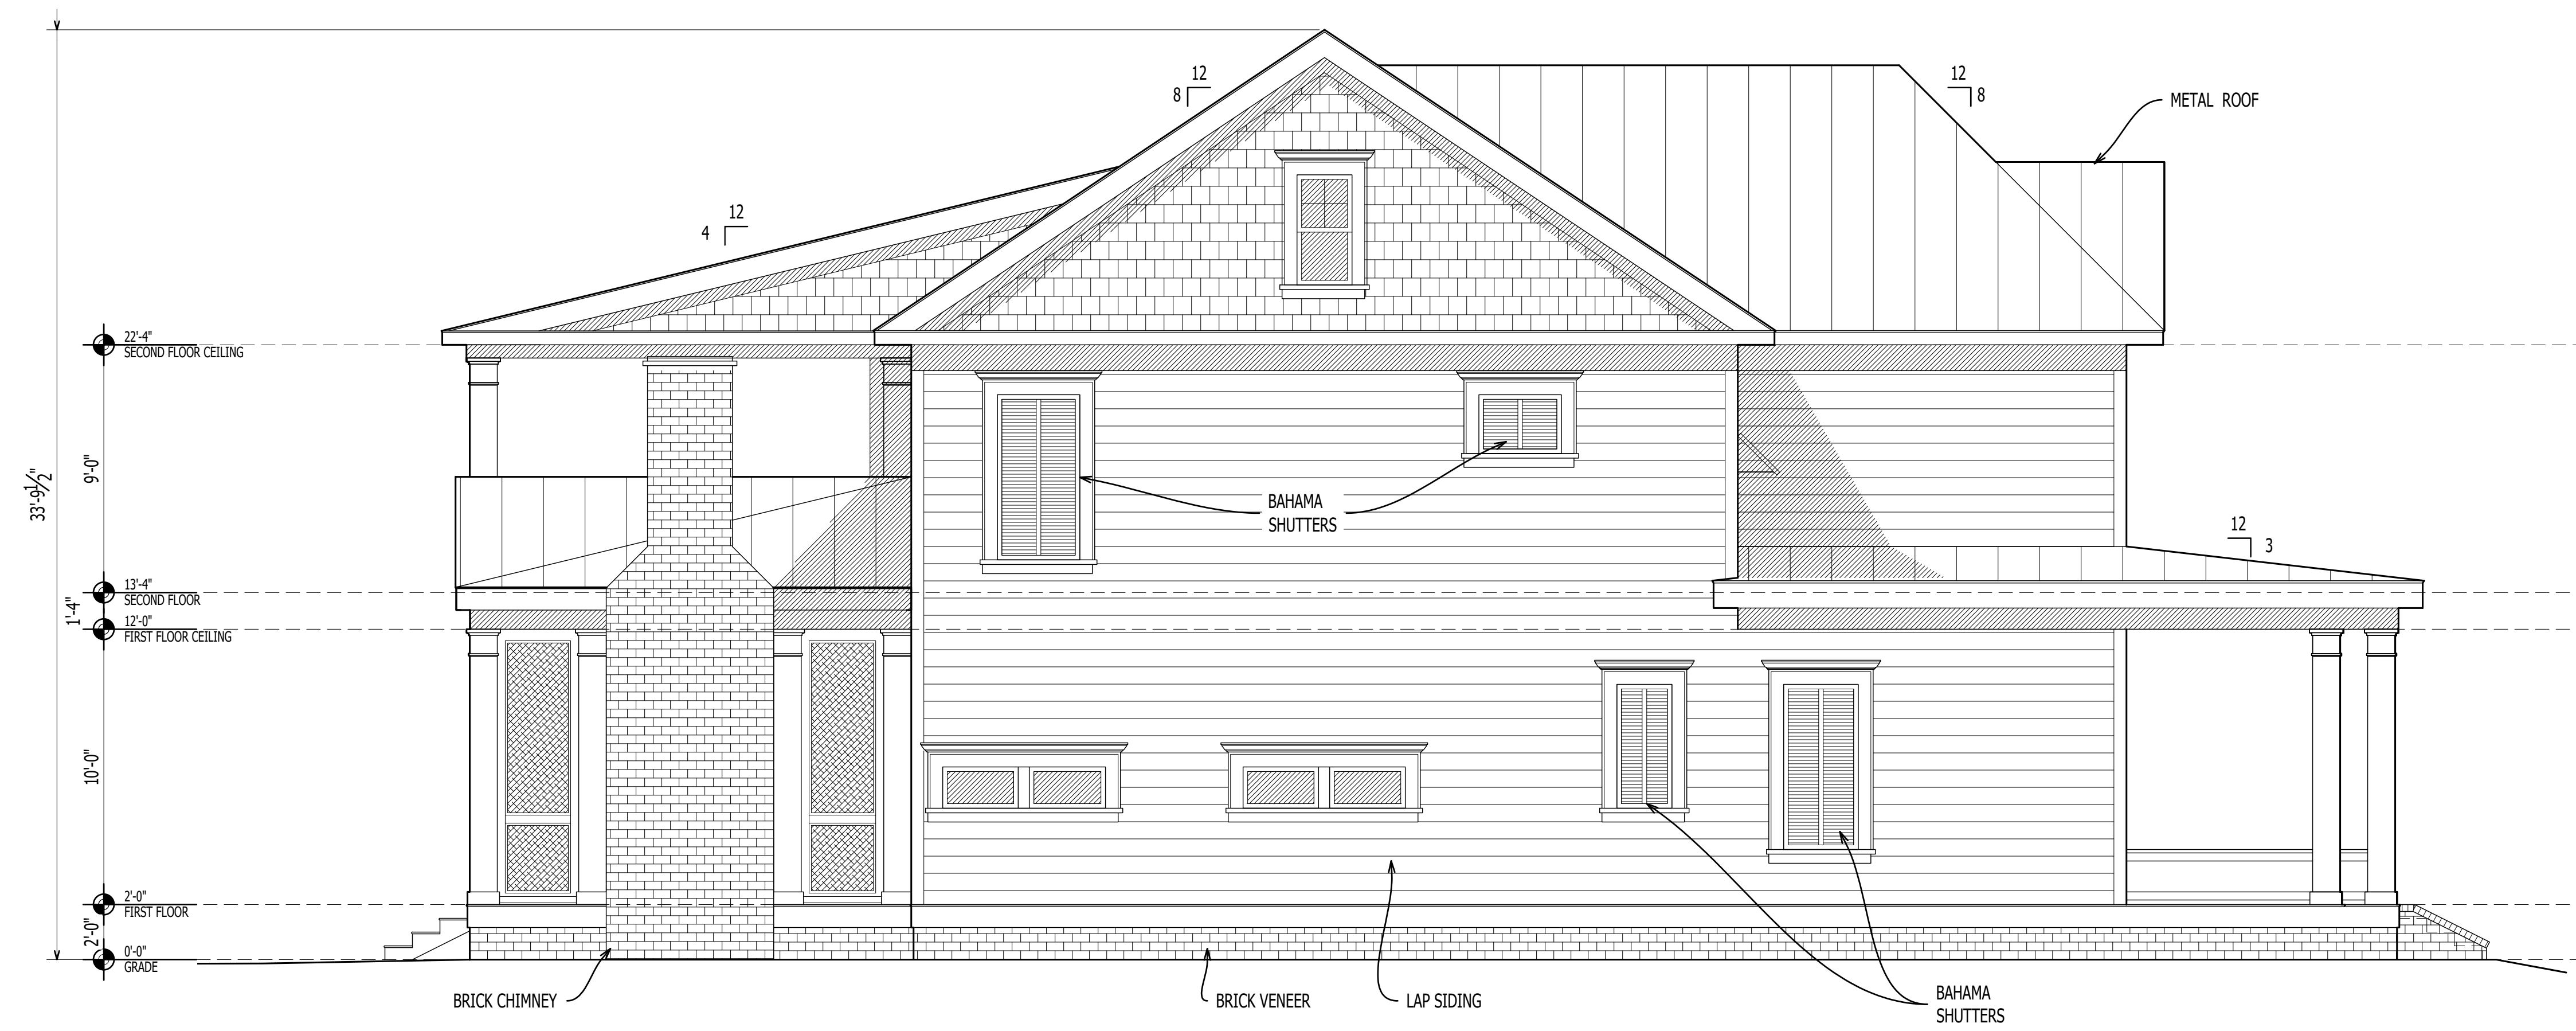 12
8
12
8
METAL ROOF
12
4
22'-4"
SECOND FLOOR CEILING
33'-9 1/2"
9'-0"
BAHAMA
SHUTTERS
12
3
13'-4"
SECOND FLOOR
1'-4"
12'-0"
FIRST FLOOR CEILING
10'-0"
2'-0"
FIRST FLOOR
2'-0"
0'-0"
GRADE
BRICK CHIMNEY
BRICK VENEER
LAP SIDING
BAHAMA
SHUTTERS